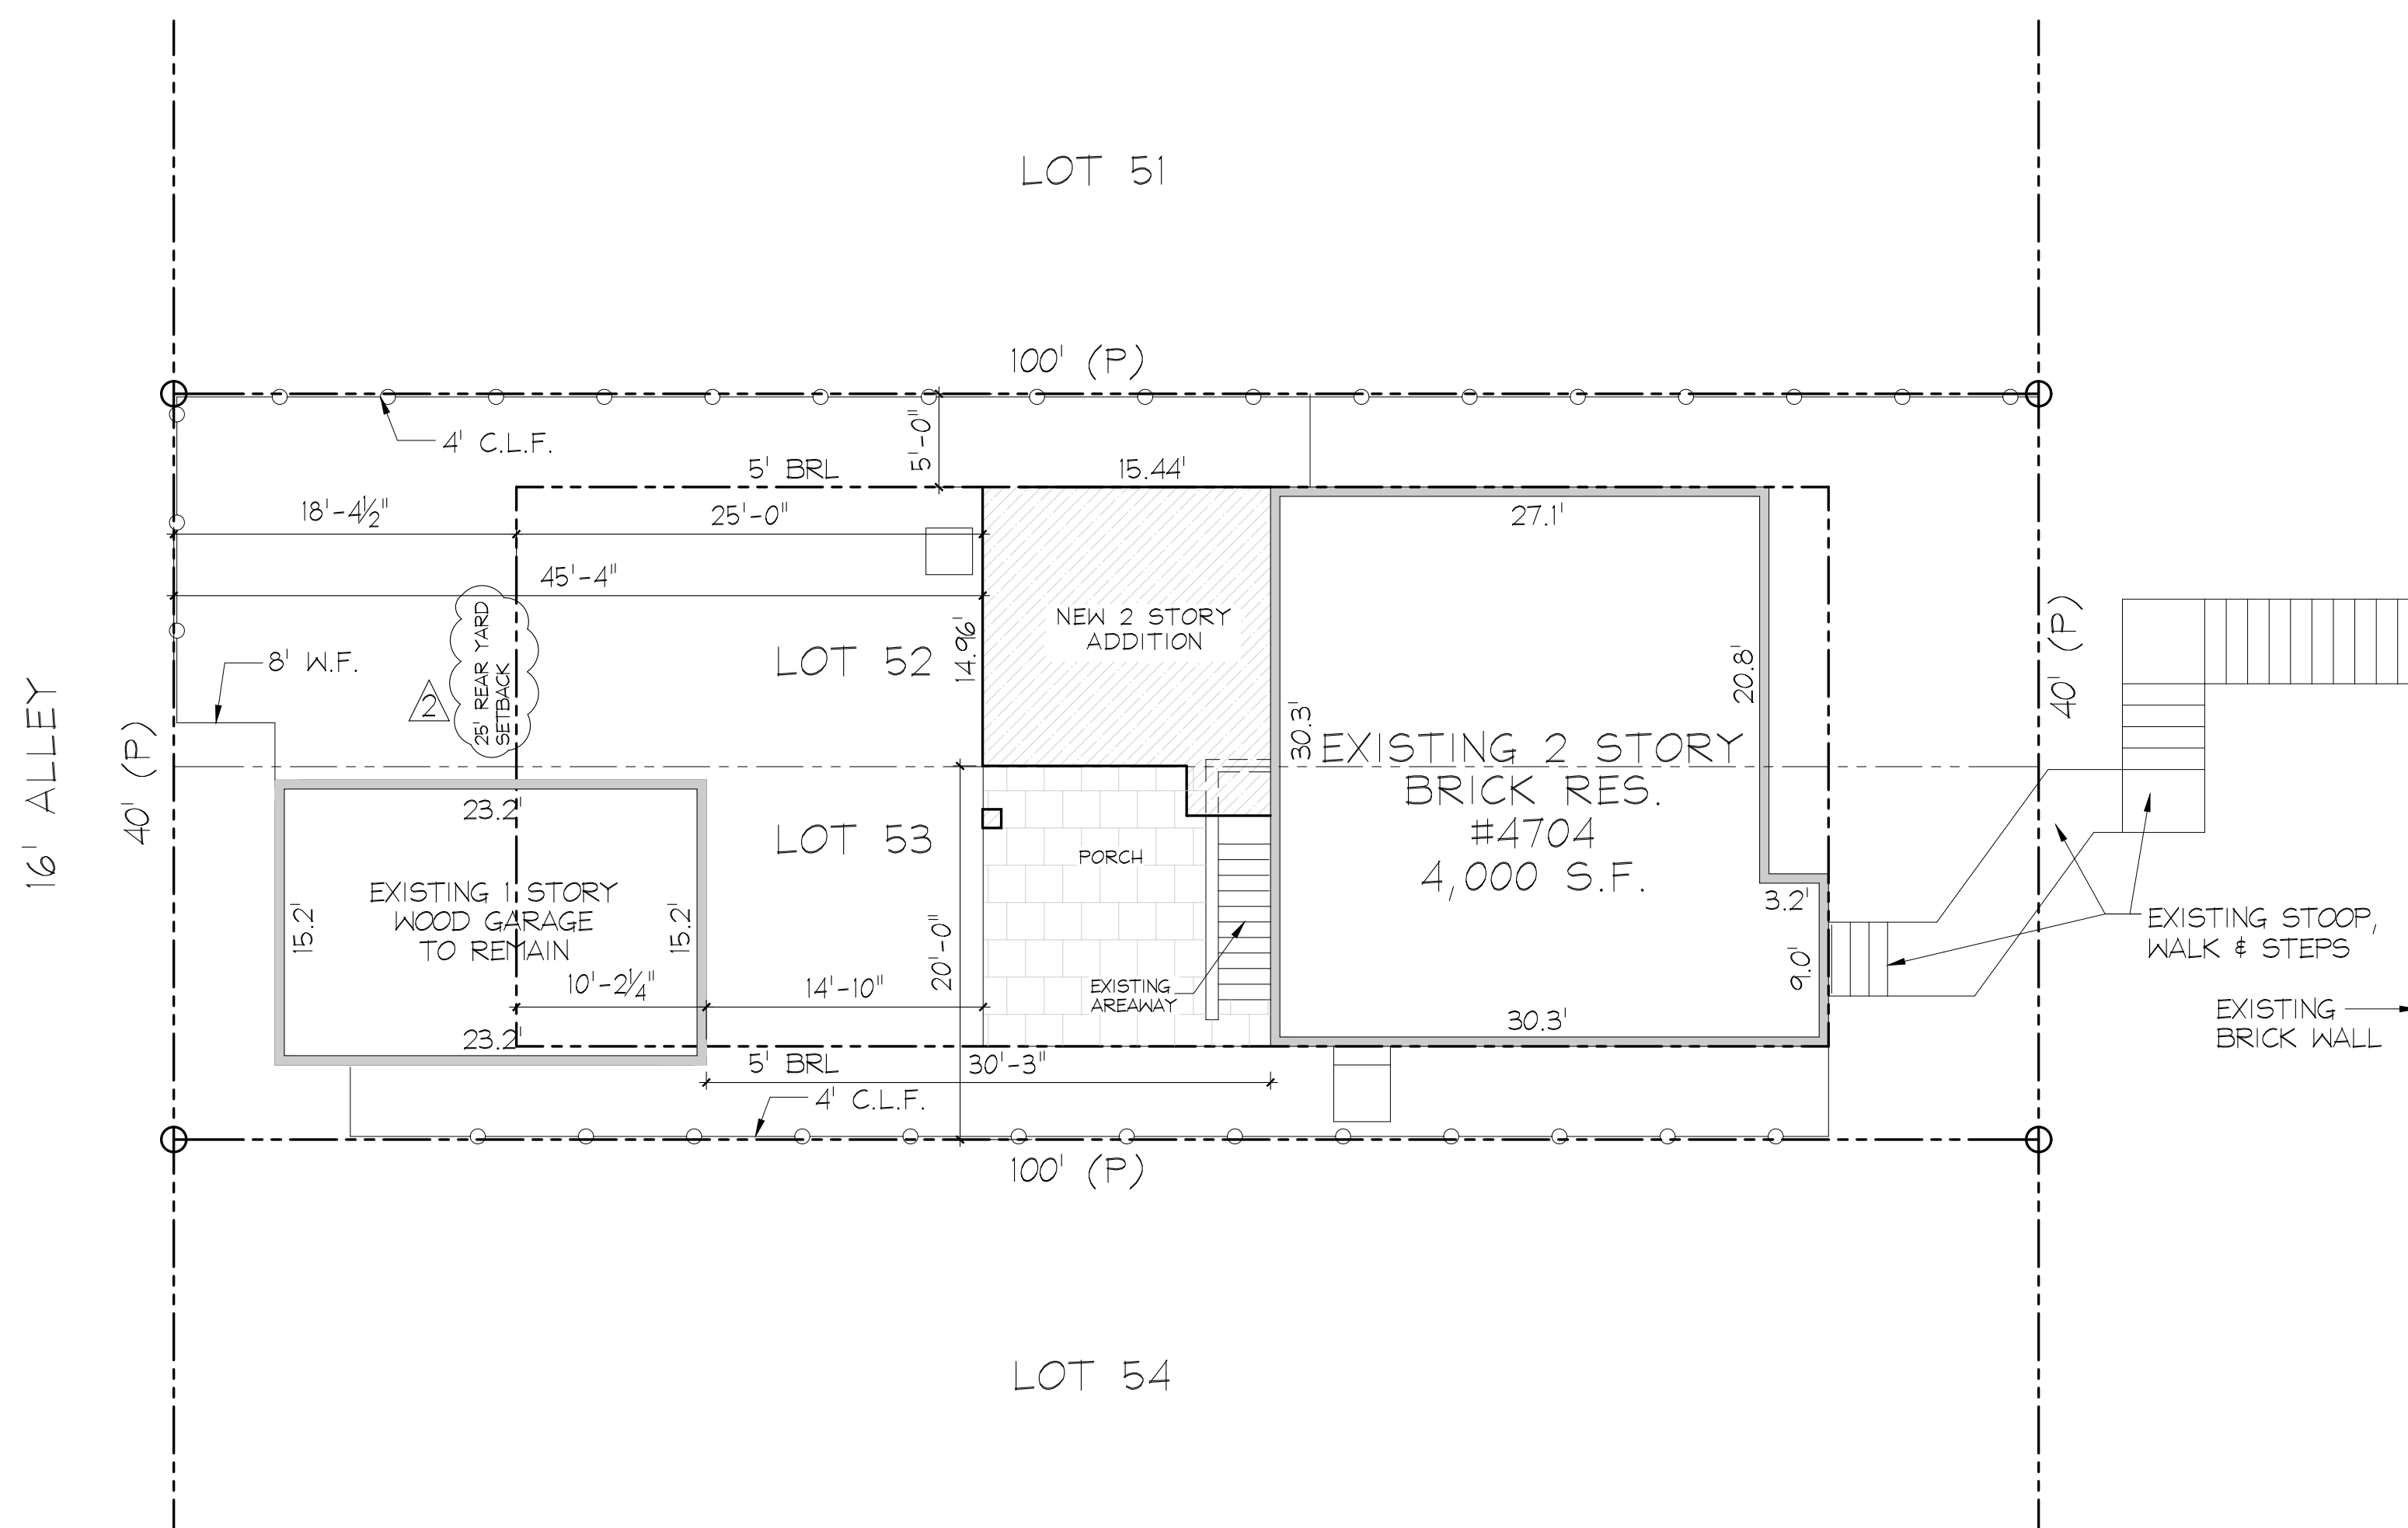 LOT 51
100' (P)
4' C.L.F.
5' BRL
5'-0"
15.44'
18'-4½"
25'-0"
27.1'
45'-4"
25' REAR YARD
SETBACK
2
NEW 2 STORY
ADDITION
14.96'
LOT 52
8' W.F.
20.8'
40' (P)
16' ALLEY
40' (P)
30.3'
EXISTING 2 STORY
BRICK RES.
#4704
4,000 S.F.
23.2'
LOT 53
PORCH
EXISTING 1 STORY
WOOD GARAGE
TO REMAIN
15.2'
15.2'
3.2'
9.0'
EXISTING STOOP,
WALK & STEPS
20'-0"
10'-2¼"
14'-10"
EXISTING
AREAWAY
EXISTING
BRICK WALL
23.2'
30.3'
5' BRL
30'-3"
4' C.L.F.
100' (P)
LOT 54